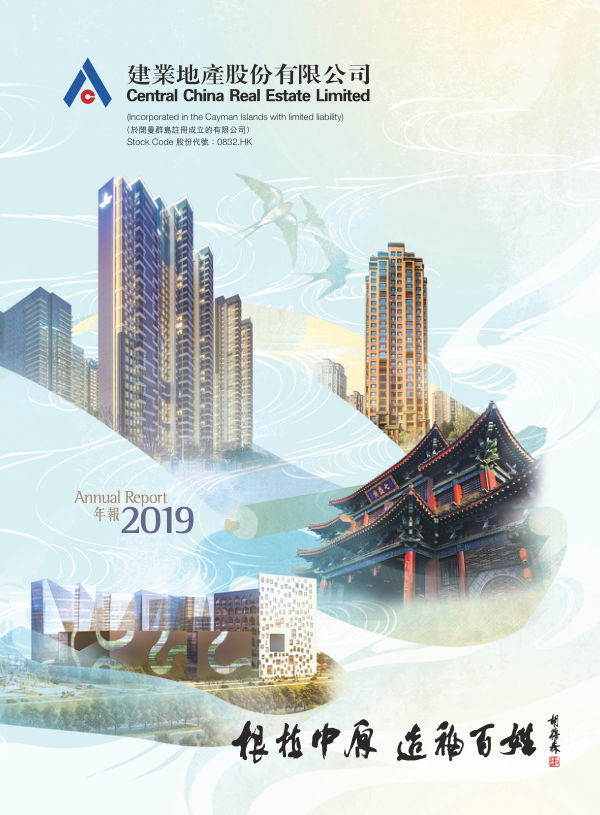 建業地產股份有限公司
Central China Real Estate Limited
(Incorporated in the Cayman Islands with limited liability)
(於開曼群島註冊成立的有限公司)
Stock Code 股份代號：0832.HK
Annual Report
年報 2019
根植中原 造福百姓
胡葆森